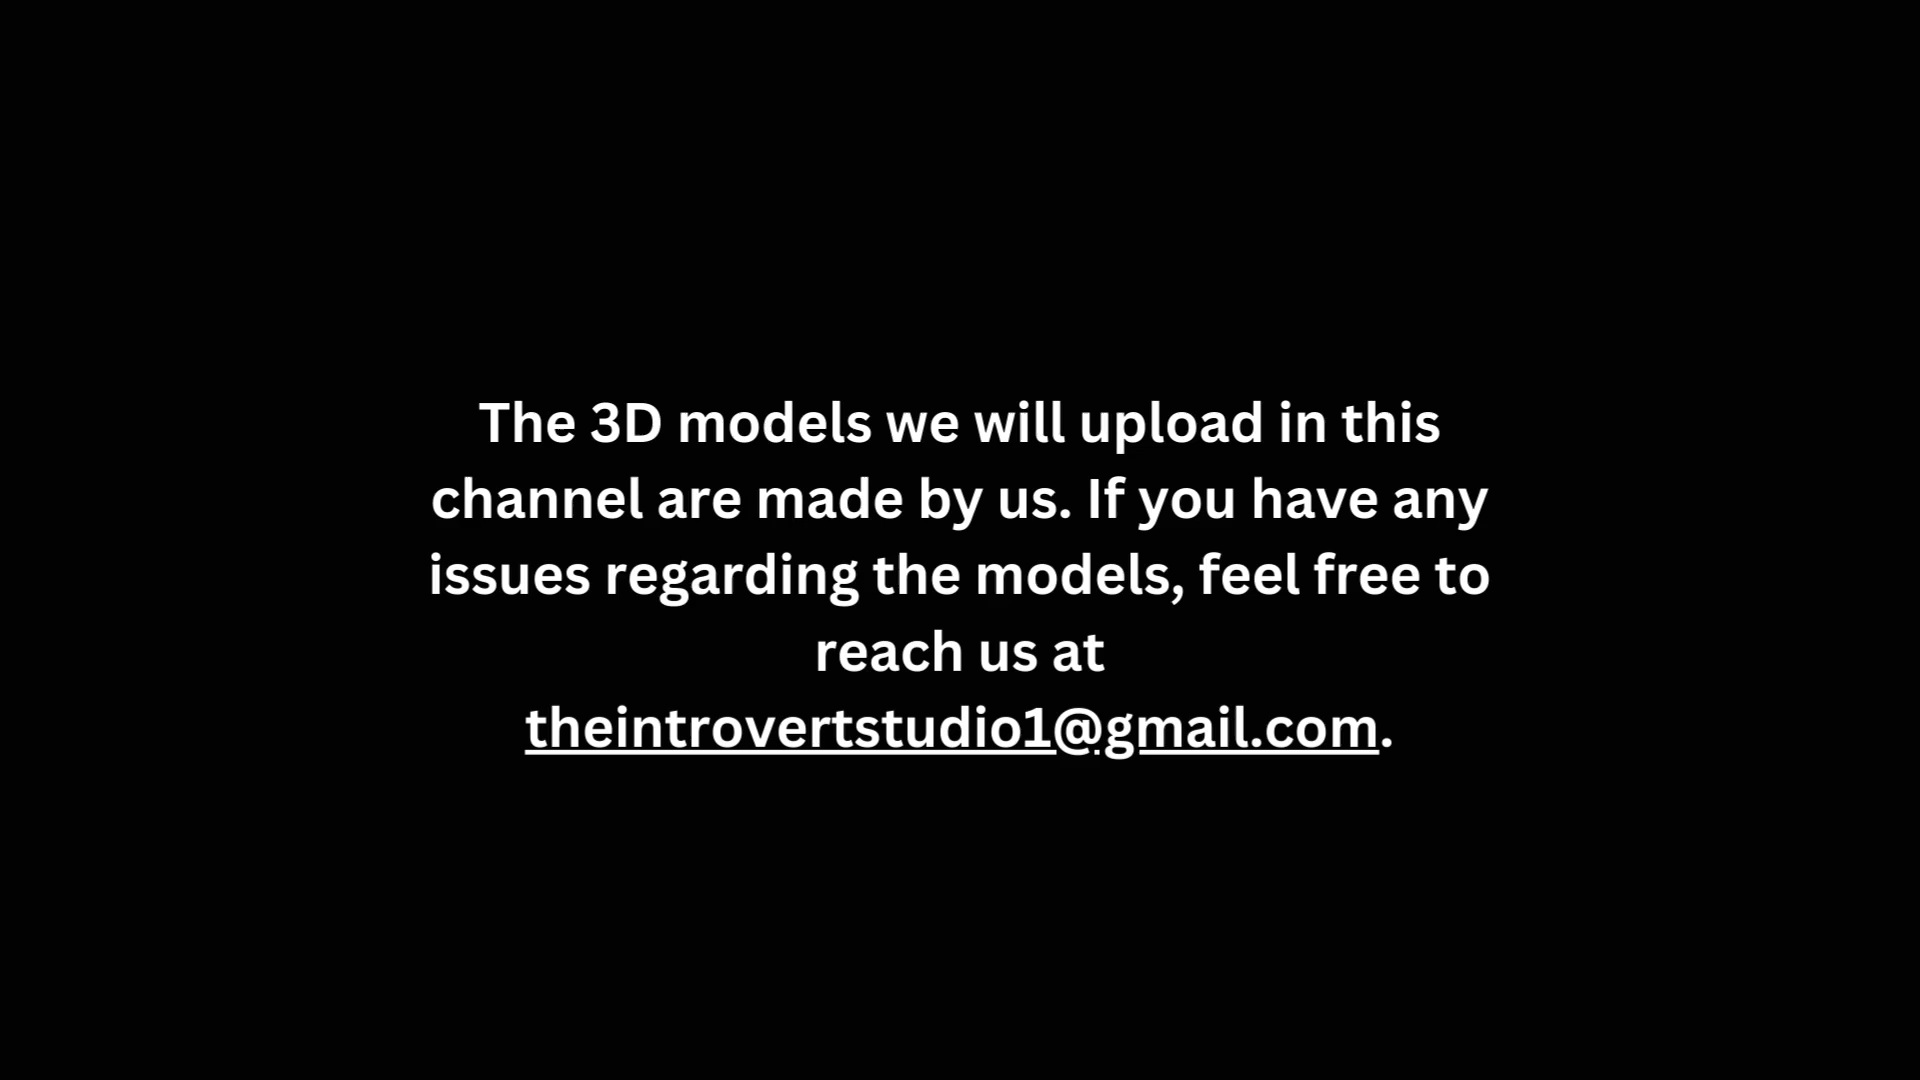 The 3D models we will upload in this
channel are made by us. If you have any
issues regarding the models, feel free to
reach us at
theintrovertstudio1@gmail.com.